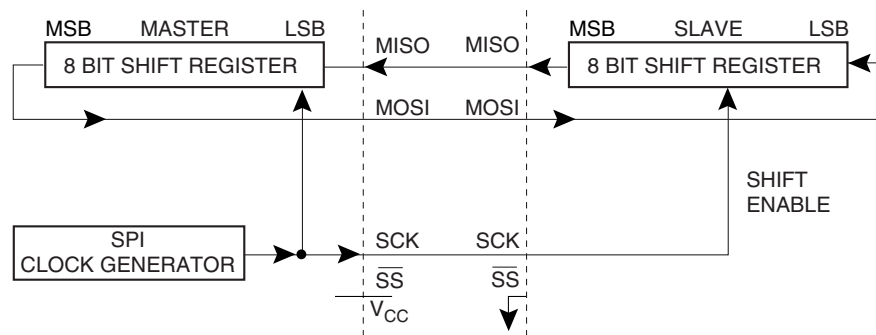 MSB MASTER LSB
8 BIT SHIFT REGISTER
MISO MISO
MSB SLAVE LSB
8 BIT SHIFT REGISTER
MOSI MOSI
SHIFT
ENABLE
SPI
CLOCK GENERATOR
SCK SCK
SS SS
VCC